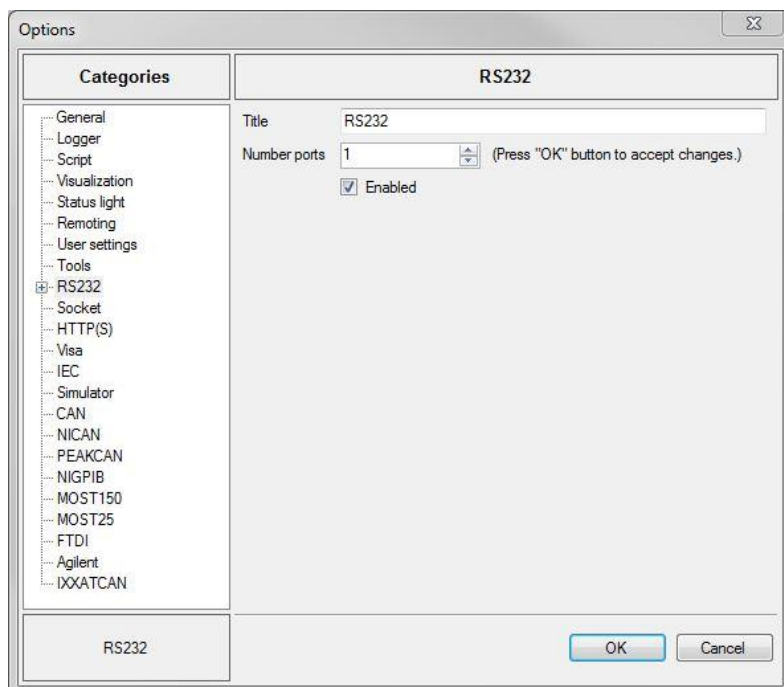 Options
Categories
General
Logger
Script
Visualization
Status light
Remoting
User settings
Tools
RS232
Socket
HTTP(S)
Visa
IEC
Simulator
CAN
NICAN
PEAKCAN
NIGPIB
MOST150
MOST25
FTDI
Agilent
IXXATCAN
RS232
RS232
Title RS232
Number ports 1 (Press "OK" button to accept changes.)
Enabled
OK Cancel